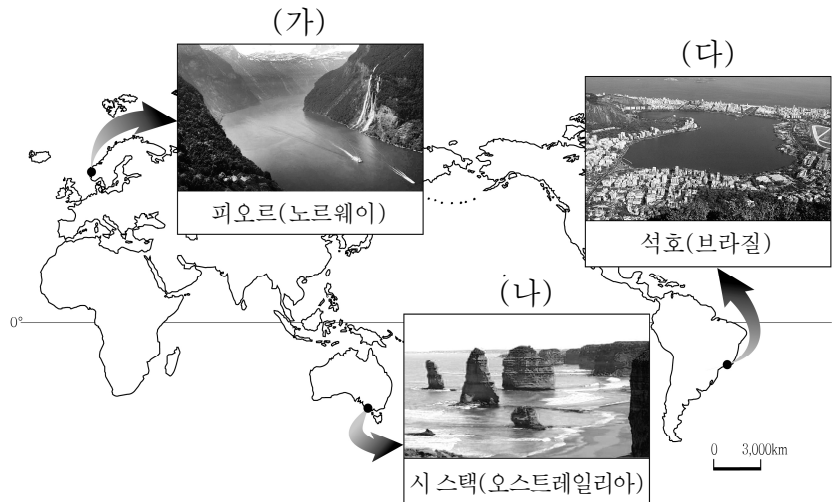 (가)
피오르(노르웨이)
(다)
석호(브라질)
(나)
시 스택(오스트레일리아)
0°
0 3,000km